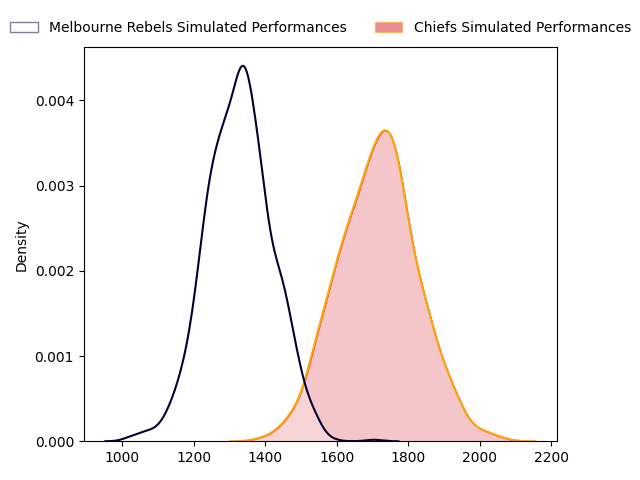 Melbourne Rebels Simulated Performances
Chiefs Simulated Performances
Density
0.004
0.003
0.002
0.001
0.000
1000 1200 1400 1600 1800 2000 2200